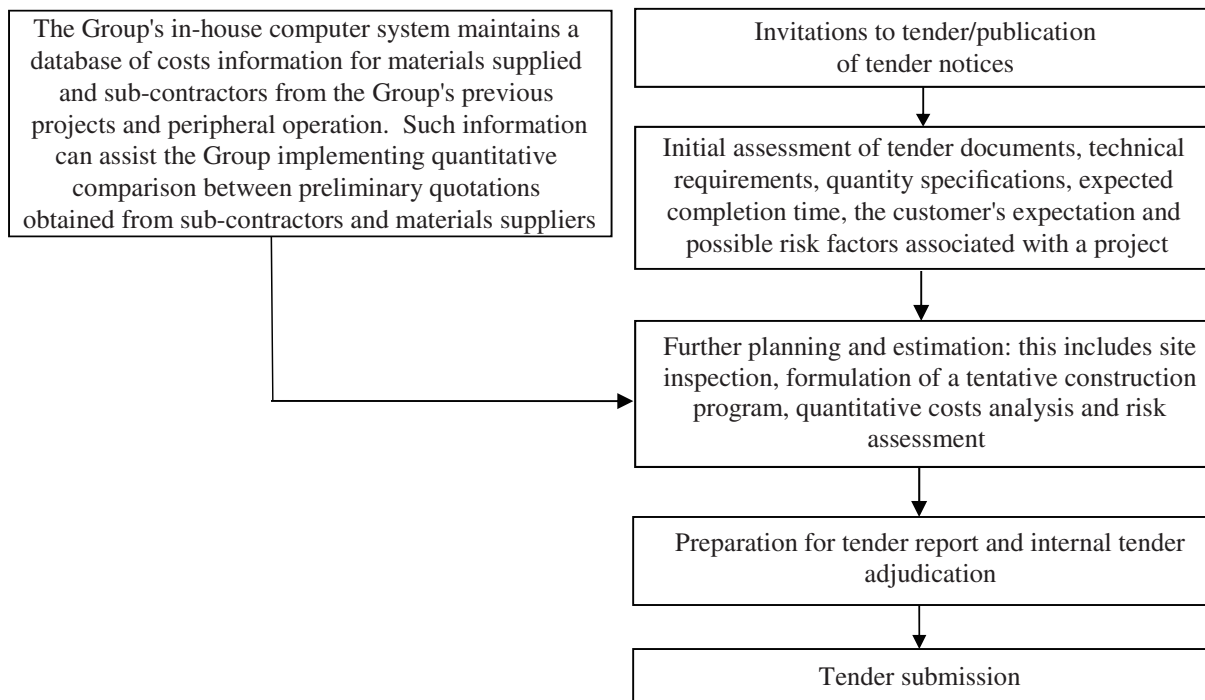 The Group's in-house computer system maintains a
database of costs information for materials supplied
and sub-contractors from the Group's previous
projects and peripheral operation.  Such information
can assist the Group implementing quantitative
comparison between preliminary quotations
obtained from sub-contractors and materials suppliers
Invitations to tender/publication
of tender notices
Initial assessment of tender documents, technical
requirements, quantity specifications, expected
completion time, the customer's expectation and
possible risk factors associated with a project
Further planning and estimation: this includes site
inspection, formulation of a tentative construction
program, quantitative costs analysis and risk
assessment
Preparation for tender report and internal tender
adjudication
Tender submission